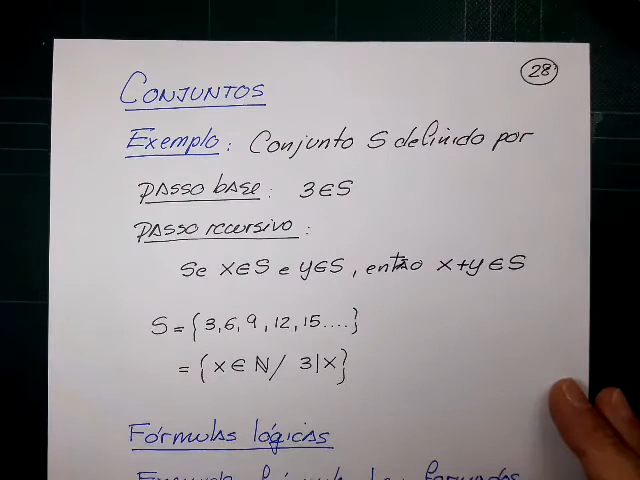 28
CONJUNTOS
Exemplo: Conjunto S definido por
PASSO base: 3∈S
PASSO recursivo:
Se x∈S e y∈S, então x+y∈S
S = {3, 6, 9, 12, 15....}
= {x∈ℕ / 3|x}
Fórmulas lógicas